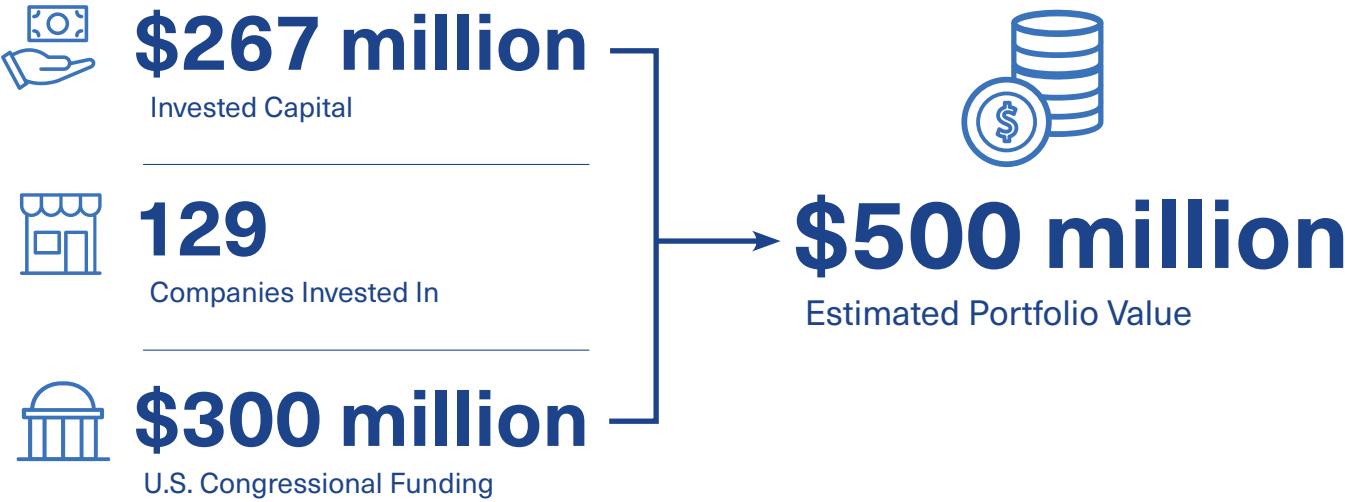 $267 million
Invested Capital
129
Companies Invested In
$300 million
U.S. Congressional Funding
$
$500 million
Estimated Portfolio Value